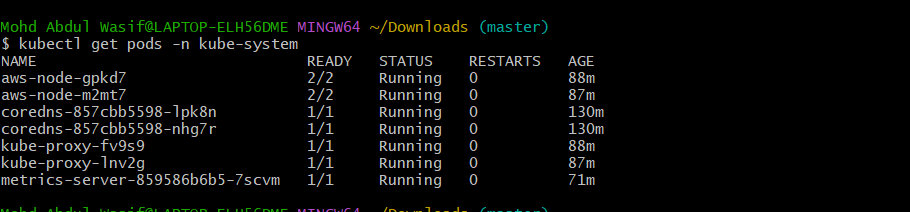 Mohd Abdul Wasif@LAPTOP-ELH56DME MINGW64 ~/Downloads (master)
$ kubectl get pods -n kube-system
NAME READY STATUS RESTARTS AGE
aws-node-gpkd7 2/2 Running 0 88m
aws-node-m2mt7 2/2 Running 0 87m
coredns-857cbb5598-lpk8n 1/1 Running 0 130m
coredns-857cbb5598-nhg7r 1/1 Running 0 130m
kube-proxy-fv9s9 1/1 Running 0 88m
kube-proxy-lnv2g 1/1 Running 0 87m
metrics-server-859586b6b5-7scvm 1/1 Running 0 71m
Mohd Abdul Wasif@LAPTOP-ELH56DME MINGW64 ~/Downloads (master)